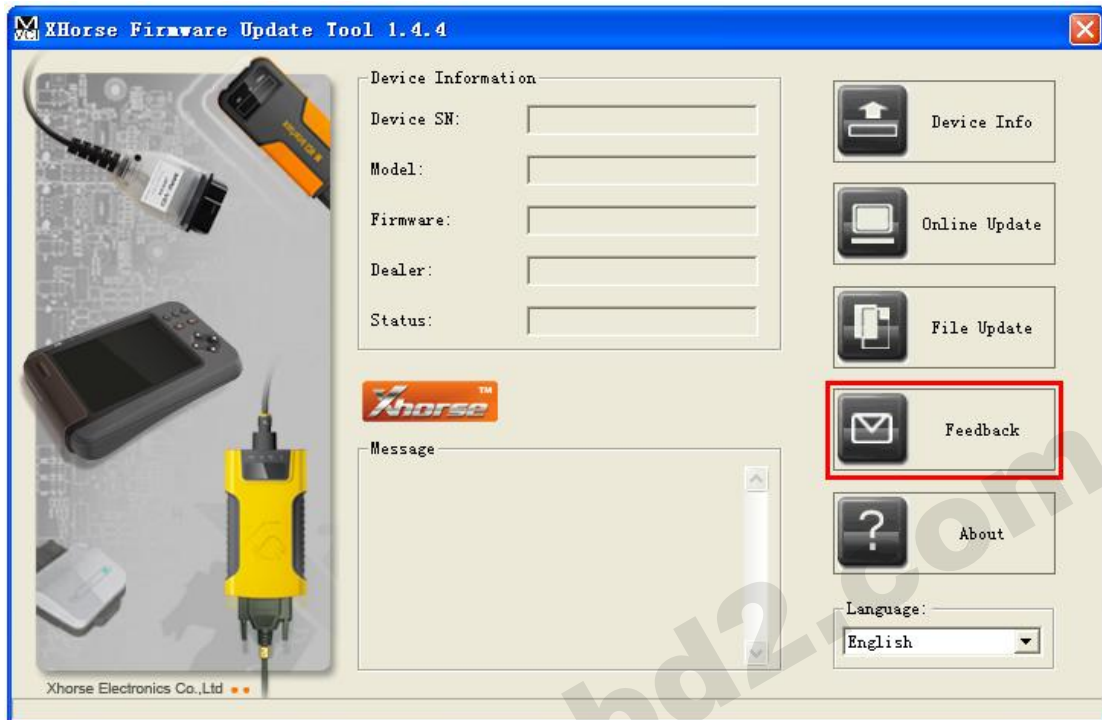 XHorse Firmware Update Tool 1.4.4
Device Information
Device SN:
Model:
Firmware:
Dealer:
Status:
Xhorse™
Message
Device Info
Online Update
File Update
Feedback
About
Language:
English
Xhorse Electronics Co.,Ltd